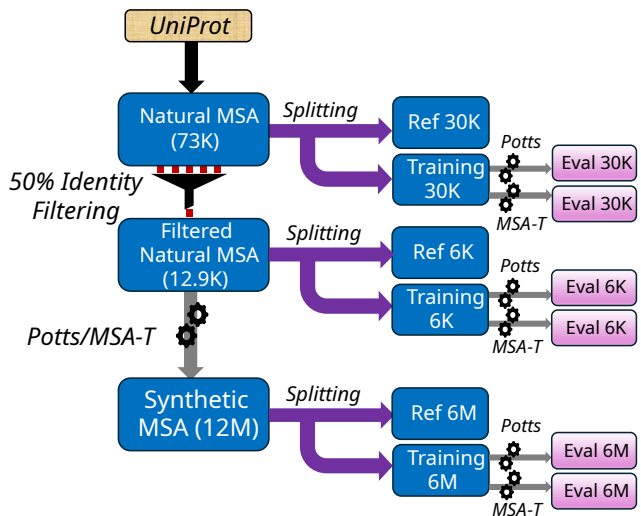 UniProt
Natural MSA
(73K)
Splitting
Ref 30K
Training
30K
Potts
MSA-T
Eval 30K
Eval 30K
50% Identity
Filtering
Filtered
Natural MSA
(12.9K)
Splitting
Ref 6K
Training
6K
Potts
MSA-T
Eval 6K
Eval 6K
Potts/MSA-T
Synthetic
MSA (12M)
Splitting
Ref 6M
Training
6M
Potts
MSA-T
Eval 6M
Eval 6M